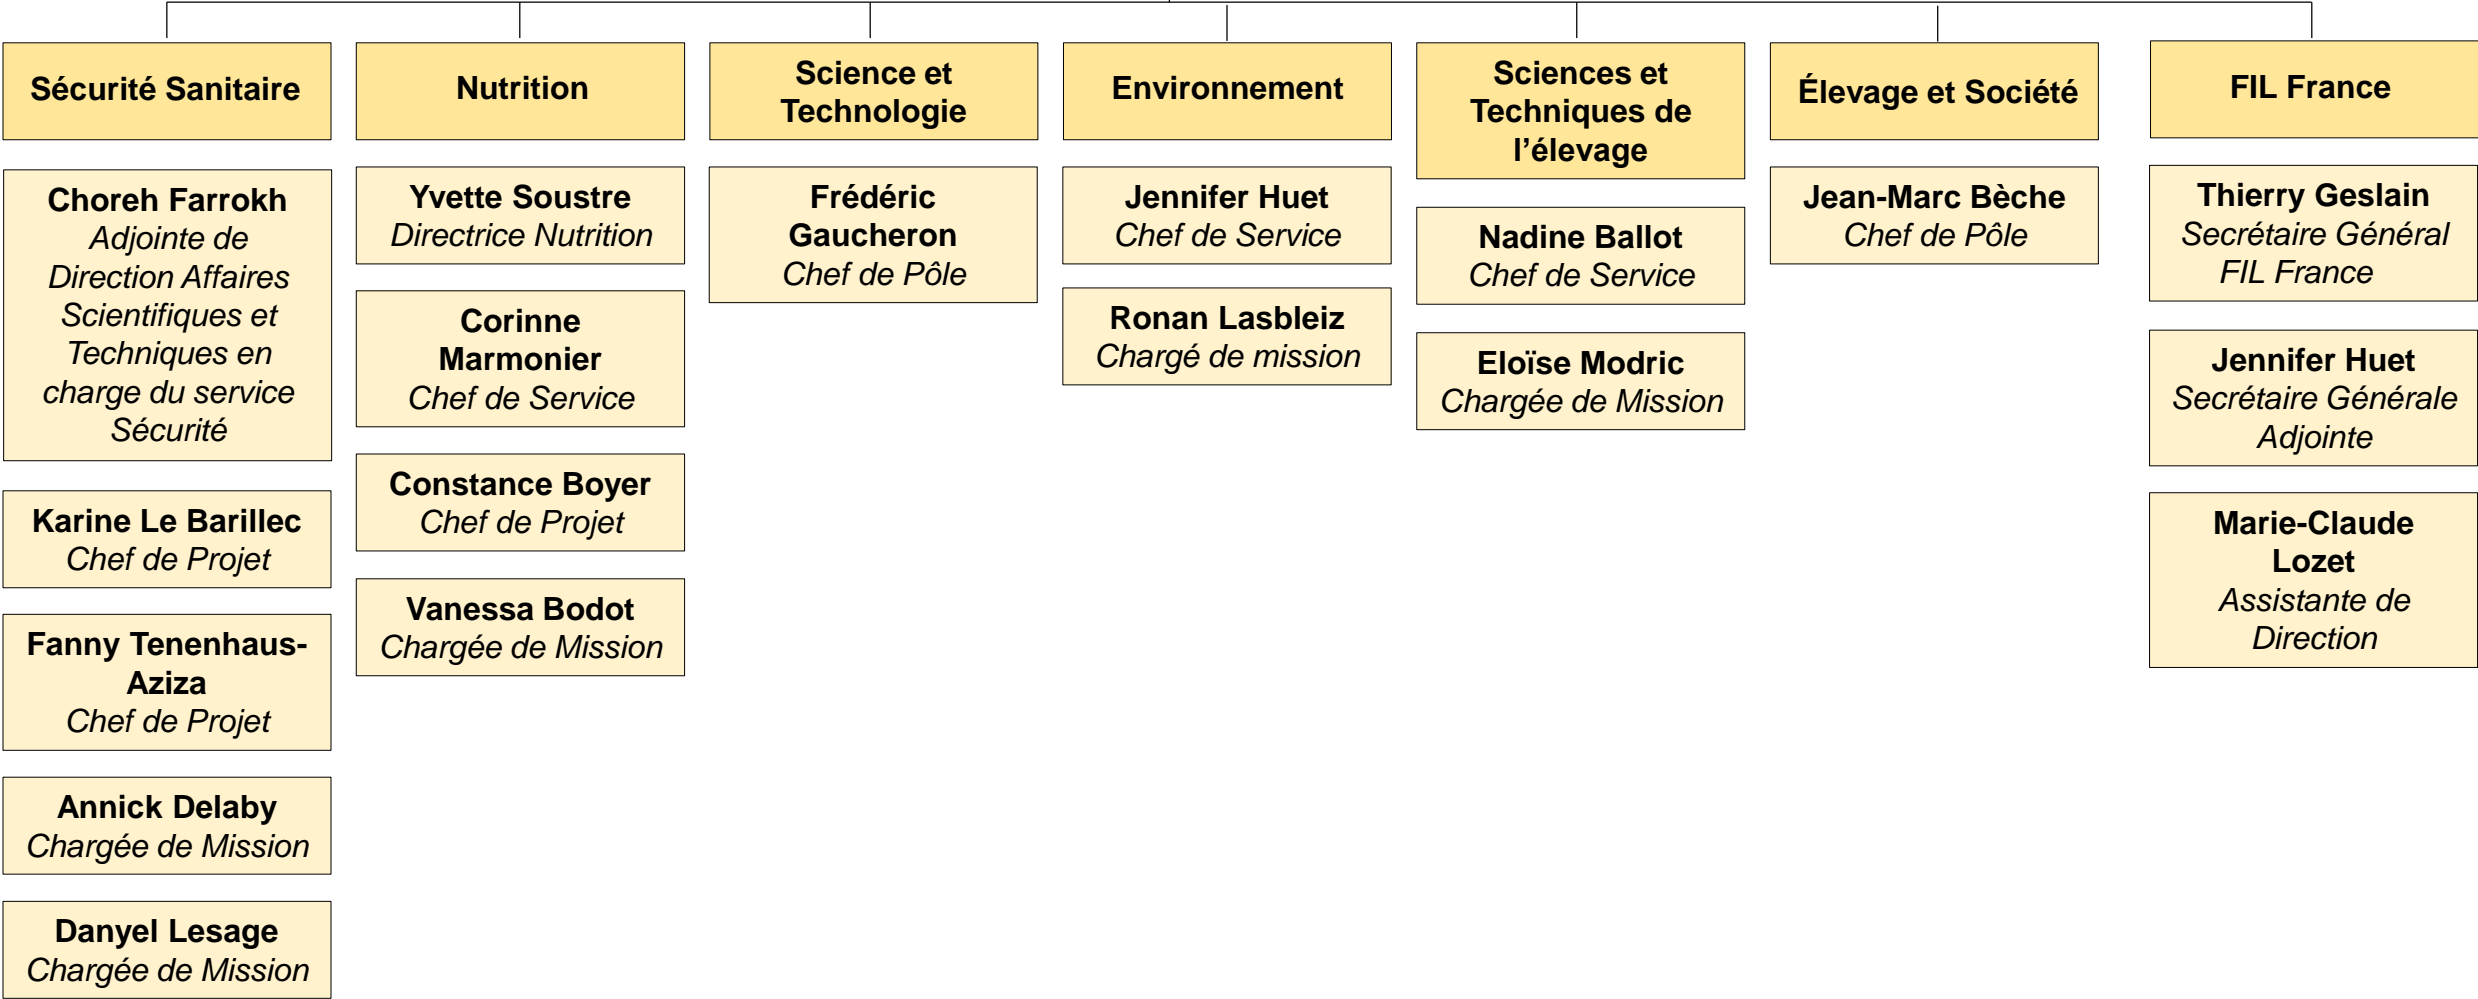 Sécurité Sanitaire
Choreh Farrokh
Adjointe de
Direction Affaires
Scientifiques et
Techniques en
charge du service
Sécurité
Karine Le Barillec
Chef de Projet
Fanny Tenenhaus-
Aziza
Chef de Projet
Annick Delaby
Chargée de Mission
Danyel Lesage
Chargée de Mission
Nutrition
Yvette Soustre
Directrice Nutrition
Corinne
Marmonier
Chef de Service
Constance Boyer
Chef de Projet
Vanessa Bodot
Chargée de Mission
Science et
Technologie
Frédéric
Gaucheron
Chef de Pôle
Environnement
Jennifer Huet
Chef de Service
Ronan Lasbleiz
Chargé de mission
Sciences et
Techniques de
l’élevage
Nadine Ballot
Chef de Service
Eloïse Modric
Chargée de Mission
Élevage et Société
Jean-Marc Bèche
Chef de Pôle
FIL France
Thierry Geslain
Secrétaire Général
FIL France
Jennifer Huet
Secrétaire Générale
Adjointe
Marie-Claude
Lozet
Assistante de
Direction